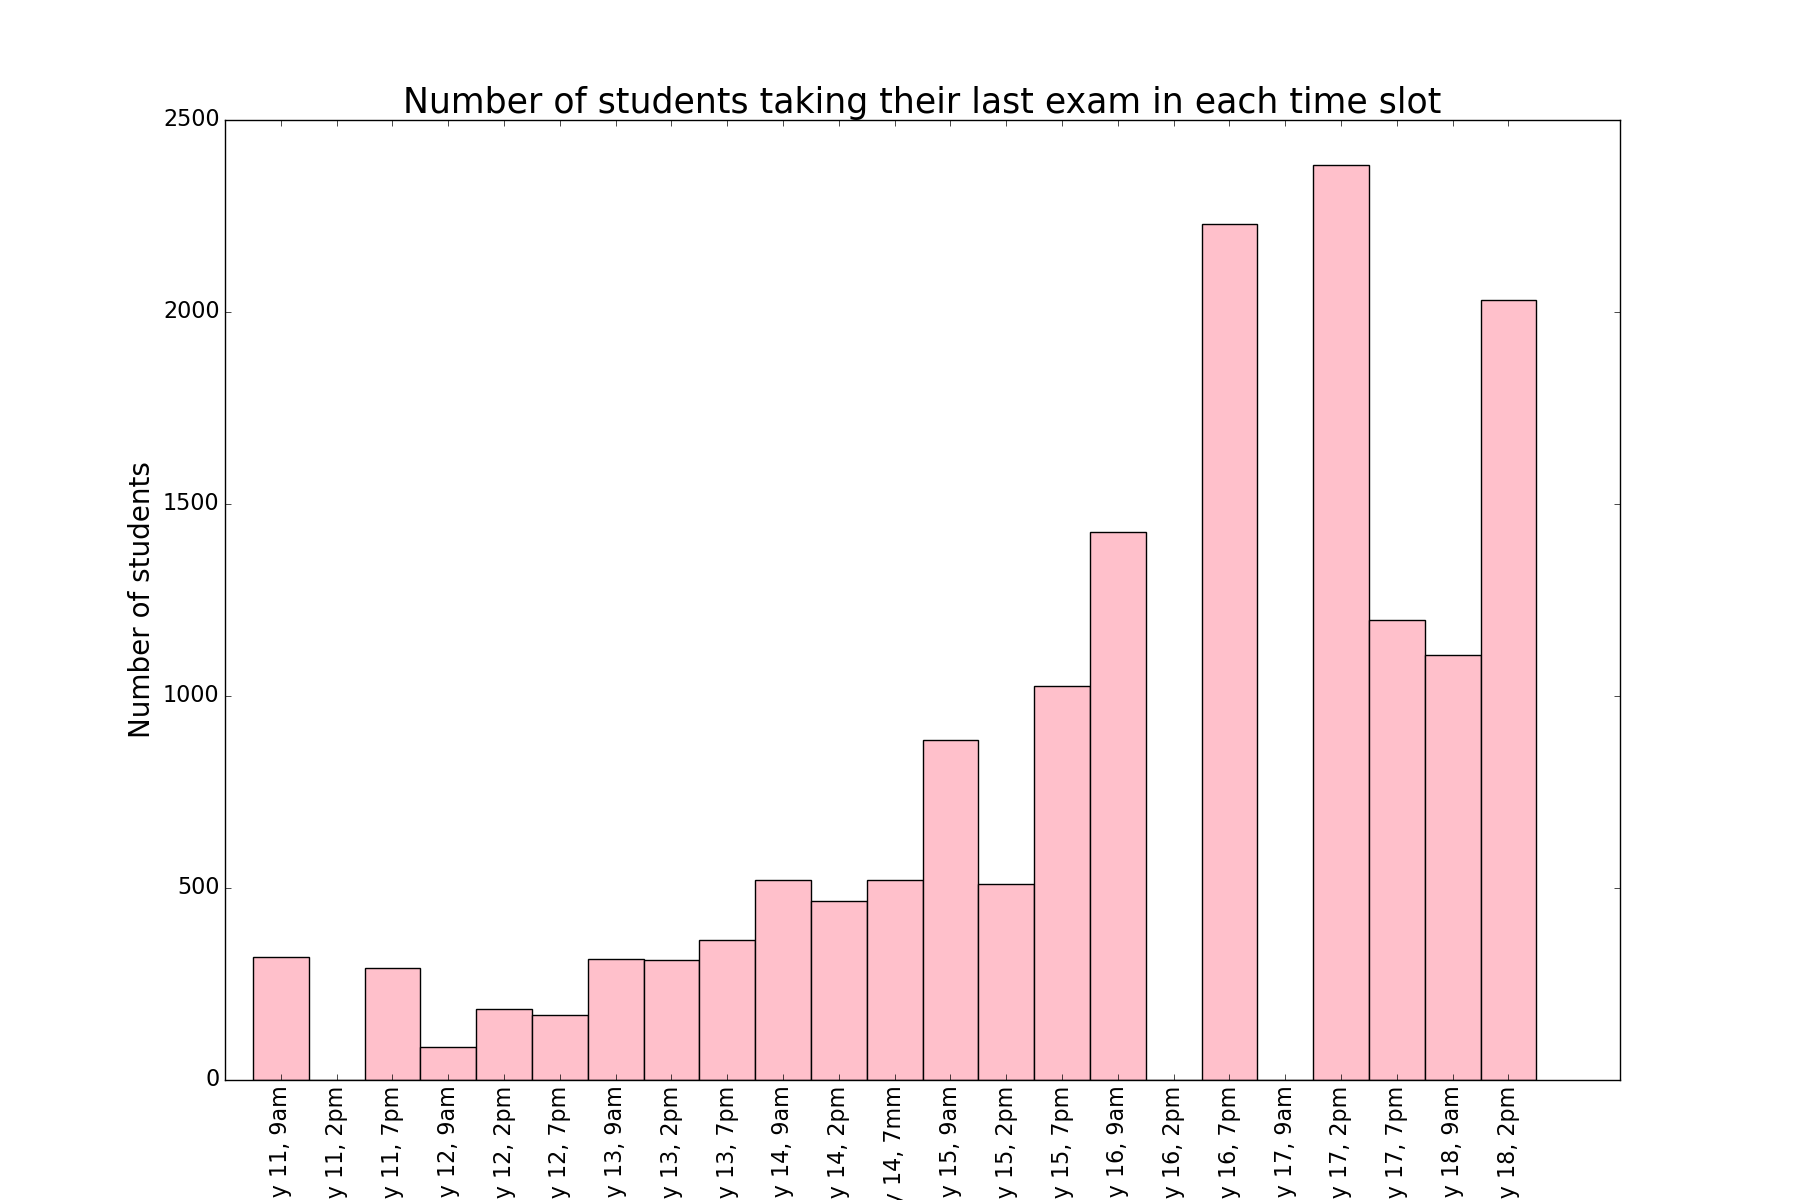 Number of students taking their last exam in each time slot
Number of students
2500
2000
1500
1000
500
0
y 11, 9am
y 11, 2pm
y 11, 7pm
y 12, 9am
y 12, 2pm
y 12, 7pm
y 13, 9am
y 13, 2pm
y 13, 7pm
y 14, 9am
y 14, 2pm
y 14, 7mm
y 15, 9am
y 15, 2pm
y 15, 7pm
y 16, 9am
y 16, 2pm
y 16, 7pm
y 17, 9am
y 17, 2pm
y 17, 7pm
y 18, 9am
y 18, 2pm